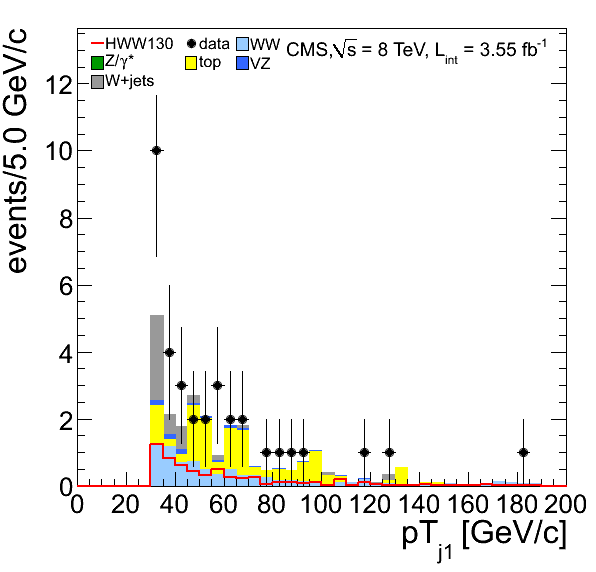 HWW130 data WW CMS,√s = 8 TeV, L_int = 3.55 fb⁻¹
Z/γ* top VZ
W+jets
events/5.0 GeV/c
12
10
8
6
4
2
0
0 20 40 60 80 100 120 140 160 180 200
pT_j1 [GeV/c]